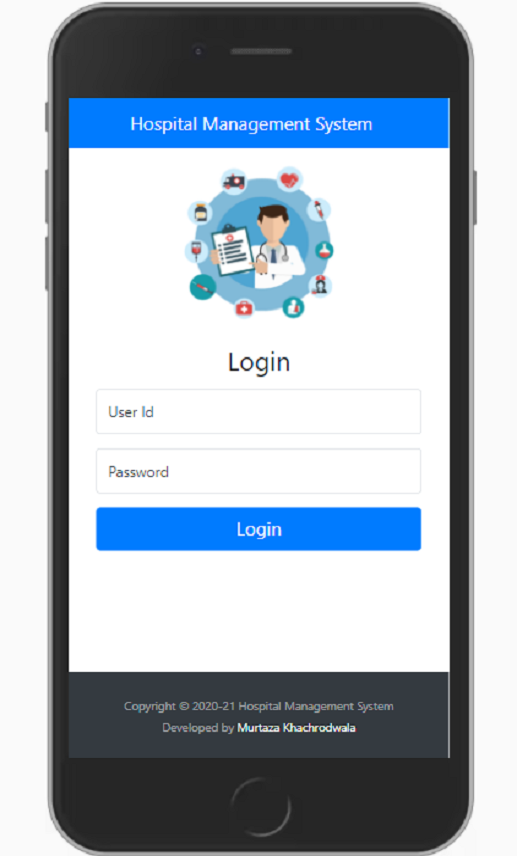 Hospital Management System
Login
User Id
Password
Login
Copyright © 2020-21 Hospital Management System
Developed by Murtaza Khachrodwala